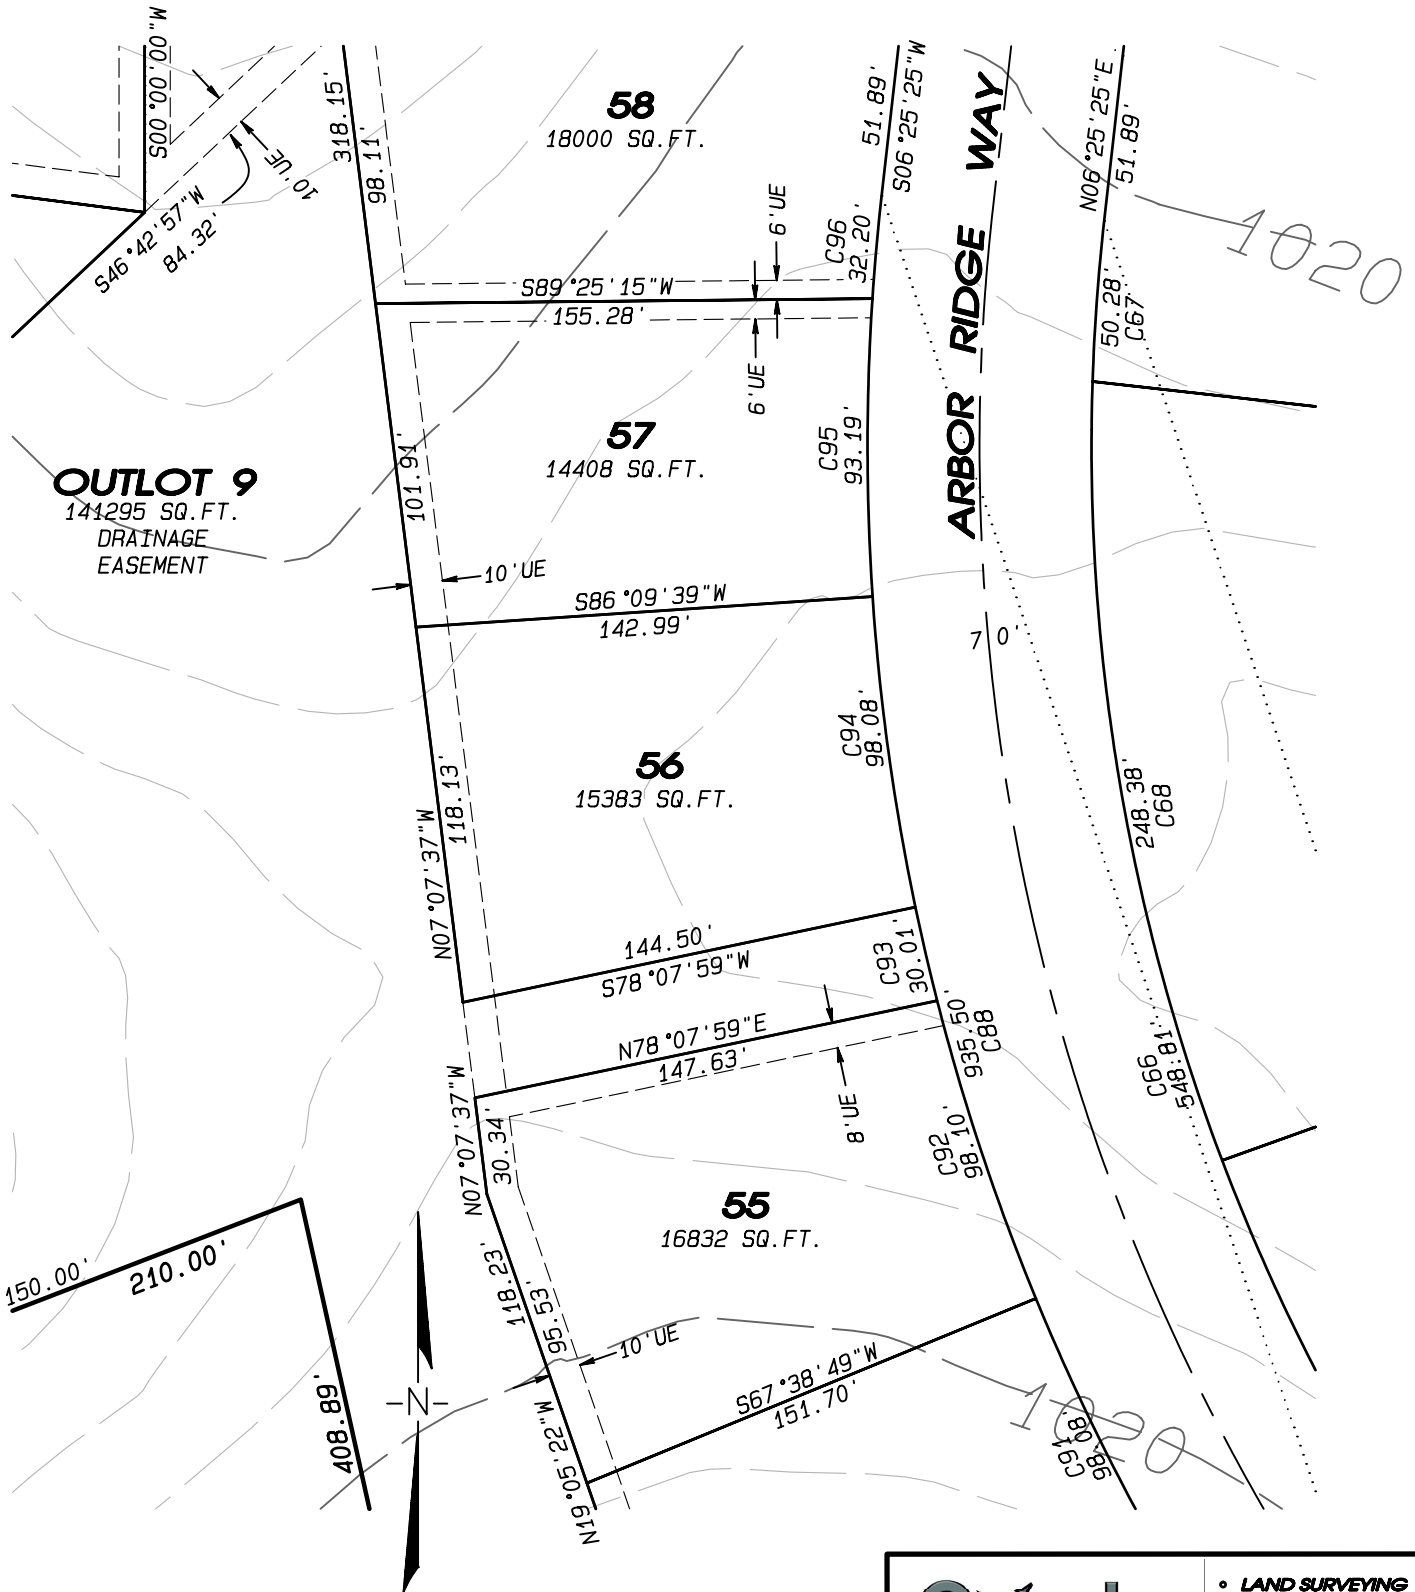 S00°00'00"W
318.15'
98.11'
58
18000 SQ.FT.
51.89'
S06°25'25"W
ARBOR RIDGE WAY
N06°25'25"E
51.89'
10'UE
S46°42'57"W
84.32'
6'UE
C96
32.20'
1020
S89°25'15"W
155.28'
6'UE
50.28'
C67
57
14408 SQ.FT.
101.94'
C95
93.19'
OUTLOT 9
141295 SQ.FT.
DRAINAGE
EASEMENT
10'UE
S86°09'39"W
142.99'
70'
C94
98.08'
56
15383 SQ.FT.
118.13'
N07°07'37"W
248.38'
C68
144.50'
S78°07'59"W
C93
30.01'
N78°07'59"E
147.63'
935.50'
C88
C66
548.81'
8'UE
N07°07'37"W
30.34'
C92
98.10'
55
16832 SQ.FT.
150.00'
210.00'
118.23'
95.53'
10'UE
408.89'
-N-
S67°38'49"W
151.70'
1020
N19°05'22"W
C91
98.08'
• LAND SURVEYING